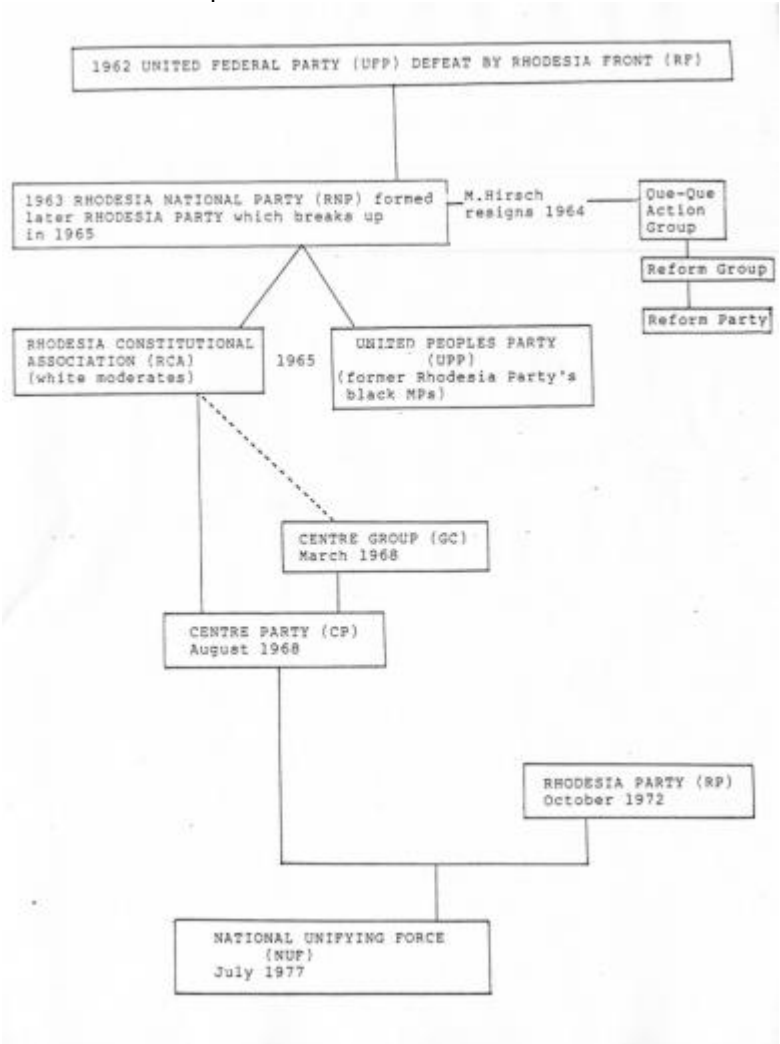 1962 UNITED FEDERAL PARTY (UFP) DEFEAT BY RHODESIA FRONT (RF)
1963 RHODESIA NATIONAL PARTY (RNP) formed
later RHODESIA PARTY which breaks up
in 1965
M.Hirsch
resigns 1964
Que-Que
Action
Group
Reform Group
Reform Party
RHODESIA CONSTITUTIONAL
ASSOCIATION (RCA)
(white moderates)
1965
UNITED PEOPLES PARTY
(UPP)
(former Rhodesia Party's
black MPs)
CENTRE GROUP (GC)
March 1968
CENTRE PARTY (CP)
August 1968
RHODESIA PARTY (RP)
October 1972
NATIONAL UNIFYING FORCE
(NUF)
July 1977